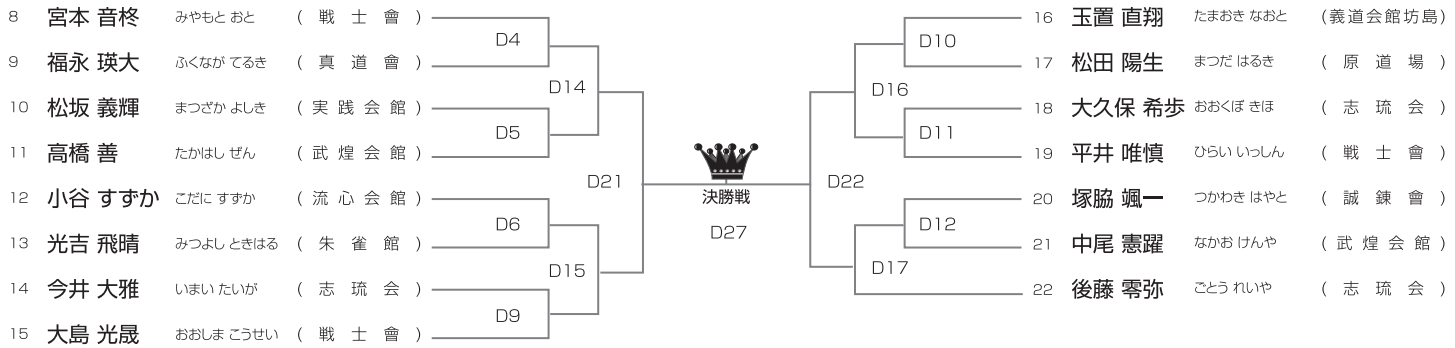 8 宮本 音柊 みやもと おと (戦士會)
9 福永 瑛大 ふくなが てるき (真道會)
10 松坂 義輝 まつざか よしき (実践会館)
11 高橋 善 たかはし ぜん (武煌会館)
12 小谷 すずか こだに すずか (流心会館)
13 光吉 飛晴 みつよし ときはる (朱雀館)
14 今井 大雅 いまい たいが (志琉会)
15 大島 光晟 おおしま こうせい (戦士會)
D4
D5
D6
D9
D14
D15
D21
決勝戦
D27
D22
D16
D17
D10
D11
D12
16 玉置 直翔 たまおき なおと (義道会館坊島)
17 松田 陽生 まつだ はるき (原道場)
18 大久保 希歩 おおくぼ きほ (志琉会)
19 平井 唯慎 ひらい いっしん (戦士會)
20 塚脇 颯一 つかわき はやと (誠錬會)
21 中尾 憲躍 なかお けんや (武煌会館)
22 後藤 零弥 ごとう れいや (志琉会)